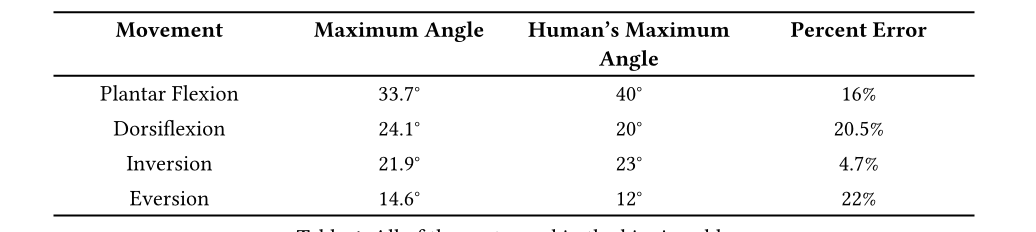 Movement Maximum Angle Human's Maximum Angle Percent Error
Plantar Flexion 33.7° 40° 16%
Dorsiflexion 24.1° 20° 20.5%
Inversion 21.9° 23° 4.7%
Eversion 14.6° 12° 22%